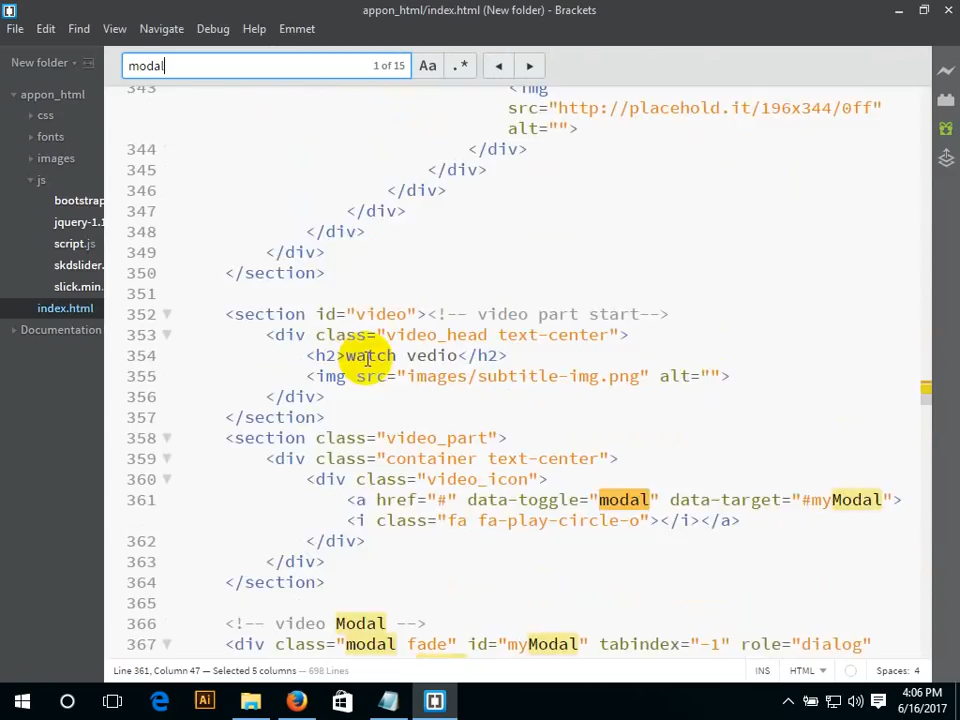 appon_html/index.html (New folder) - Brackets
File Edit Find View Navigate Debug Help Emmet
New folder
modal 1 of 15 Aa .*
appon_html
css
fonts
images
js
bootstrap
jquery-1.1
script.js
skdslider.
slick.min.
index.html
Documentation
343 <img
src="http://placehold.it/196x344/0ff"
alt="">
344 </div>
345 </div>
346 </div>
347 </div>
348 </div>
349 </div>
350 </section>
351
352 <section id="video"><!-- video part start-->
353 <div class="video_head text-center">
354 <h2>watch vedio</h2>
355 <img src="images/subtitle-img.png" alt="">
356 </div>
357 </section>
358 <section class="video_part">
359 <div class="container text-center">
360 <div class="video_icon">
361 <a href="#" data-toggle="modal" data-target="#myModal">
<i class="fa fa-play-circle-o"></i></a>
362 </div>
363 </div>
364 </section>
365
366 <!-- video Modal -->
367 <div class="modal fade" id="myModal" tabindex="-1" role="dialog"
Line 361, Column 47 — Selected 5 columns — 698 Lines
INS HTML Spaces: 4
Ai
4:06 PM
6/16/2017